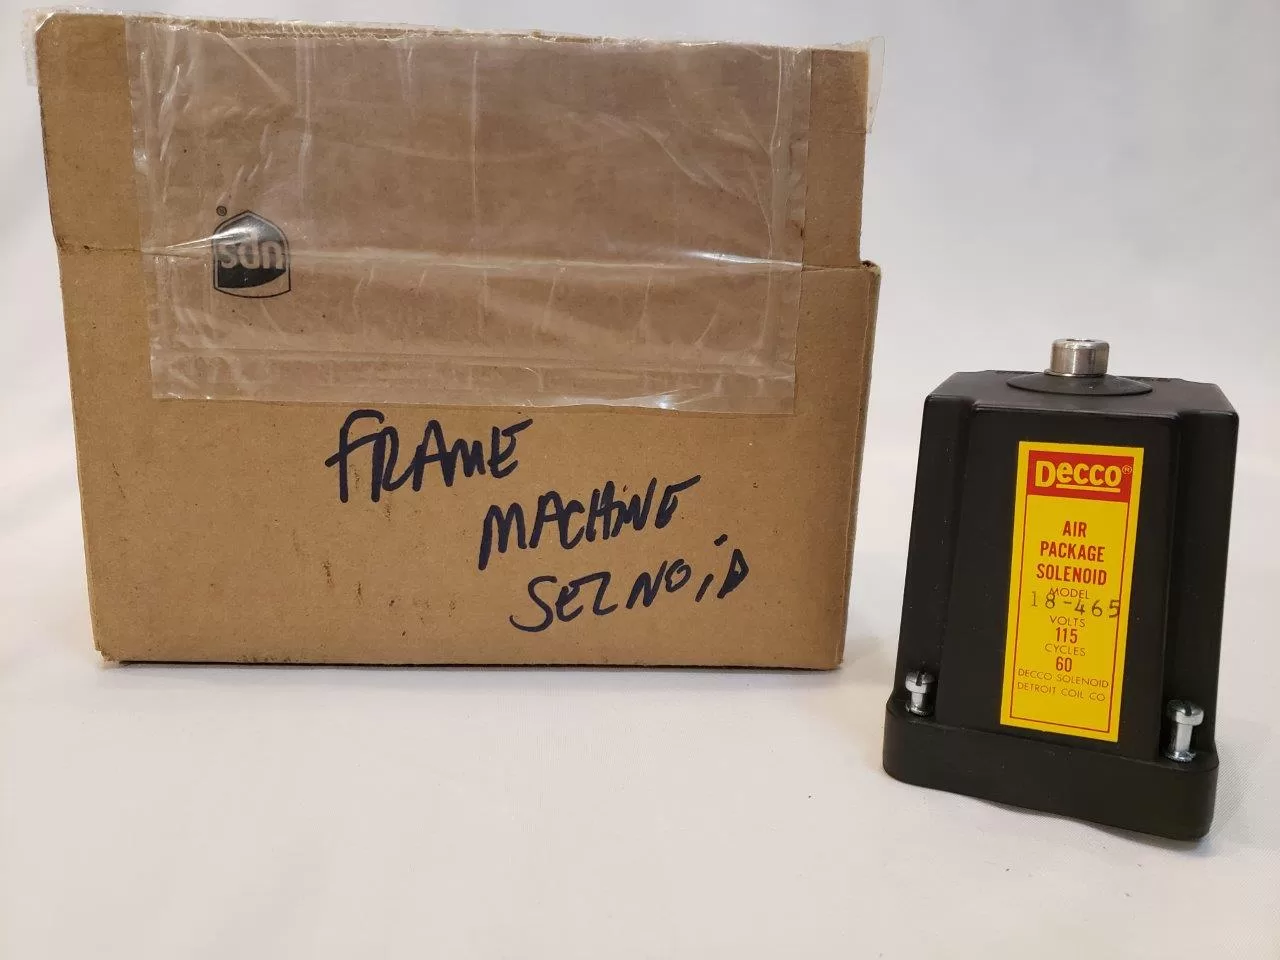 ®
ups
FRAME
MACHINE
SELNOiD
Decco®
AIR
PACKAGE
SOLENOID
MODEL
18-465
VOLTS
115
CYCLES
60
DECCO SOLENOID
DETROIT COIL CO